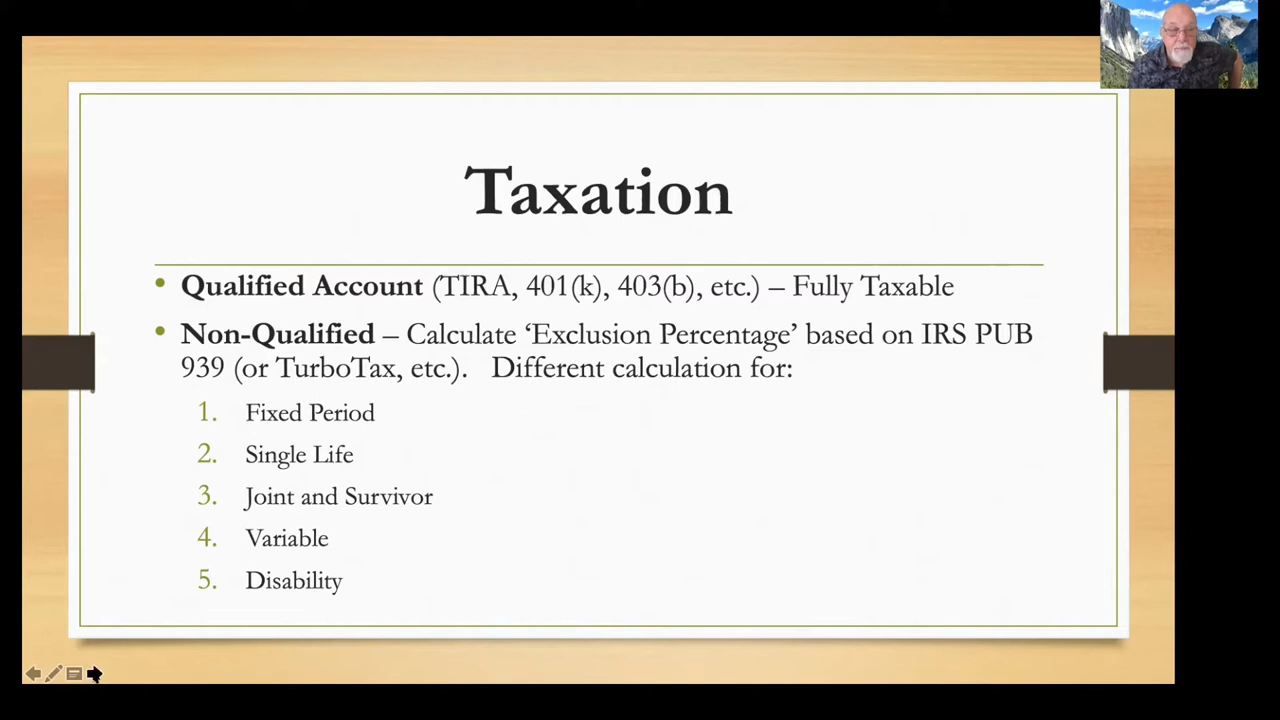 Taxation
• Qualified Account (TIRA, 401(k), 403(b), etc.) – Fully Taxable
• Non-Qualified – Calculate ‘Exclusion Percentage’ based on IRS PUB
939 (or TurboTax, etc.).   Different calculation for:
1. Fixed Period
2. Single Life
3. Joint and Survivor
4. Variable
5. Disability